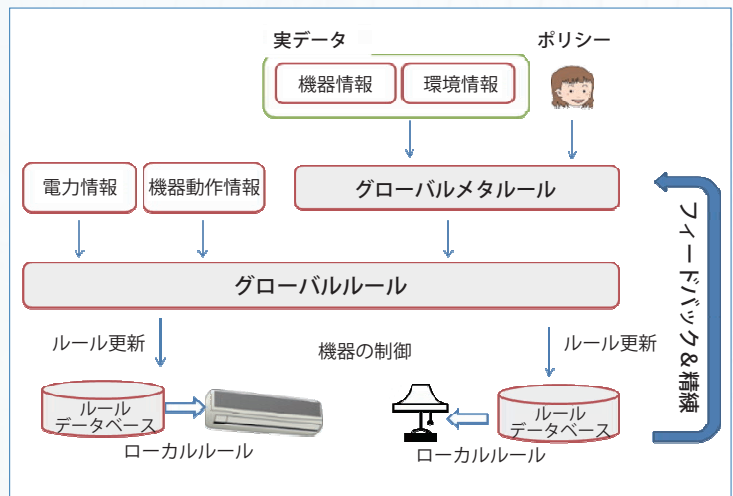 実データ
ポリシー
機器情報
環境情報
電力情報
機器動作情報
グローバルメタルール
グローバルルール
フィードバック＆精練
ルール更新
機器の制御
ルール更新
ルール
データベース
ローカルルール
ルール
データベース
ローカルルール